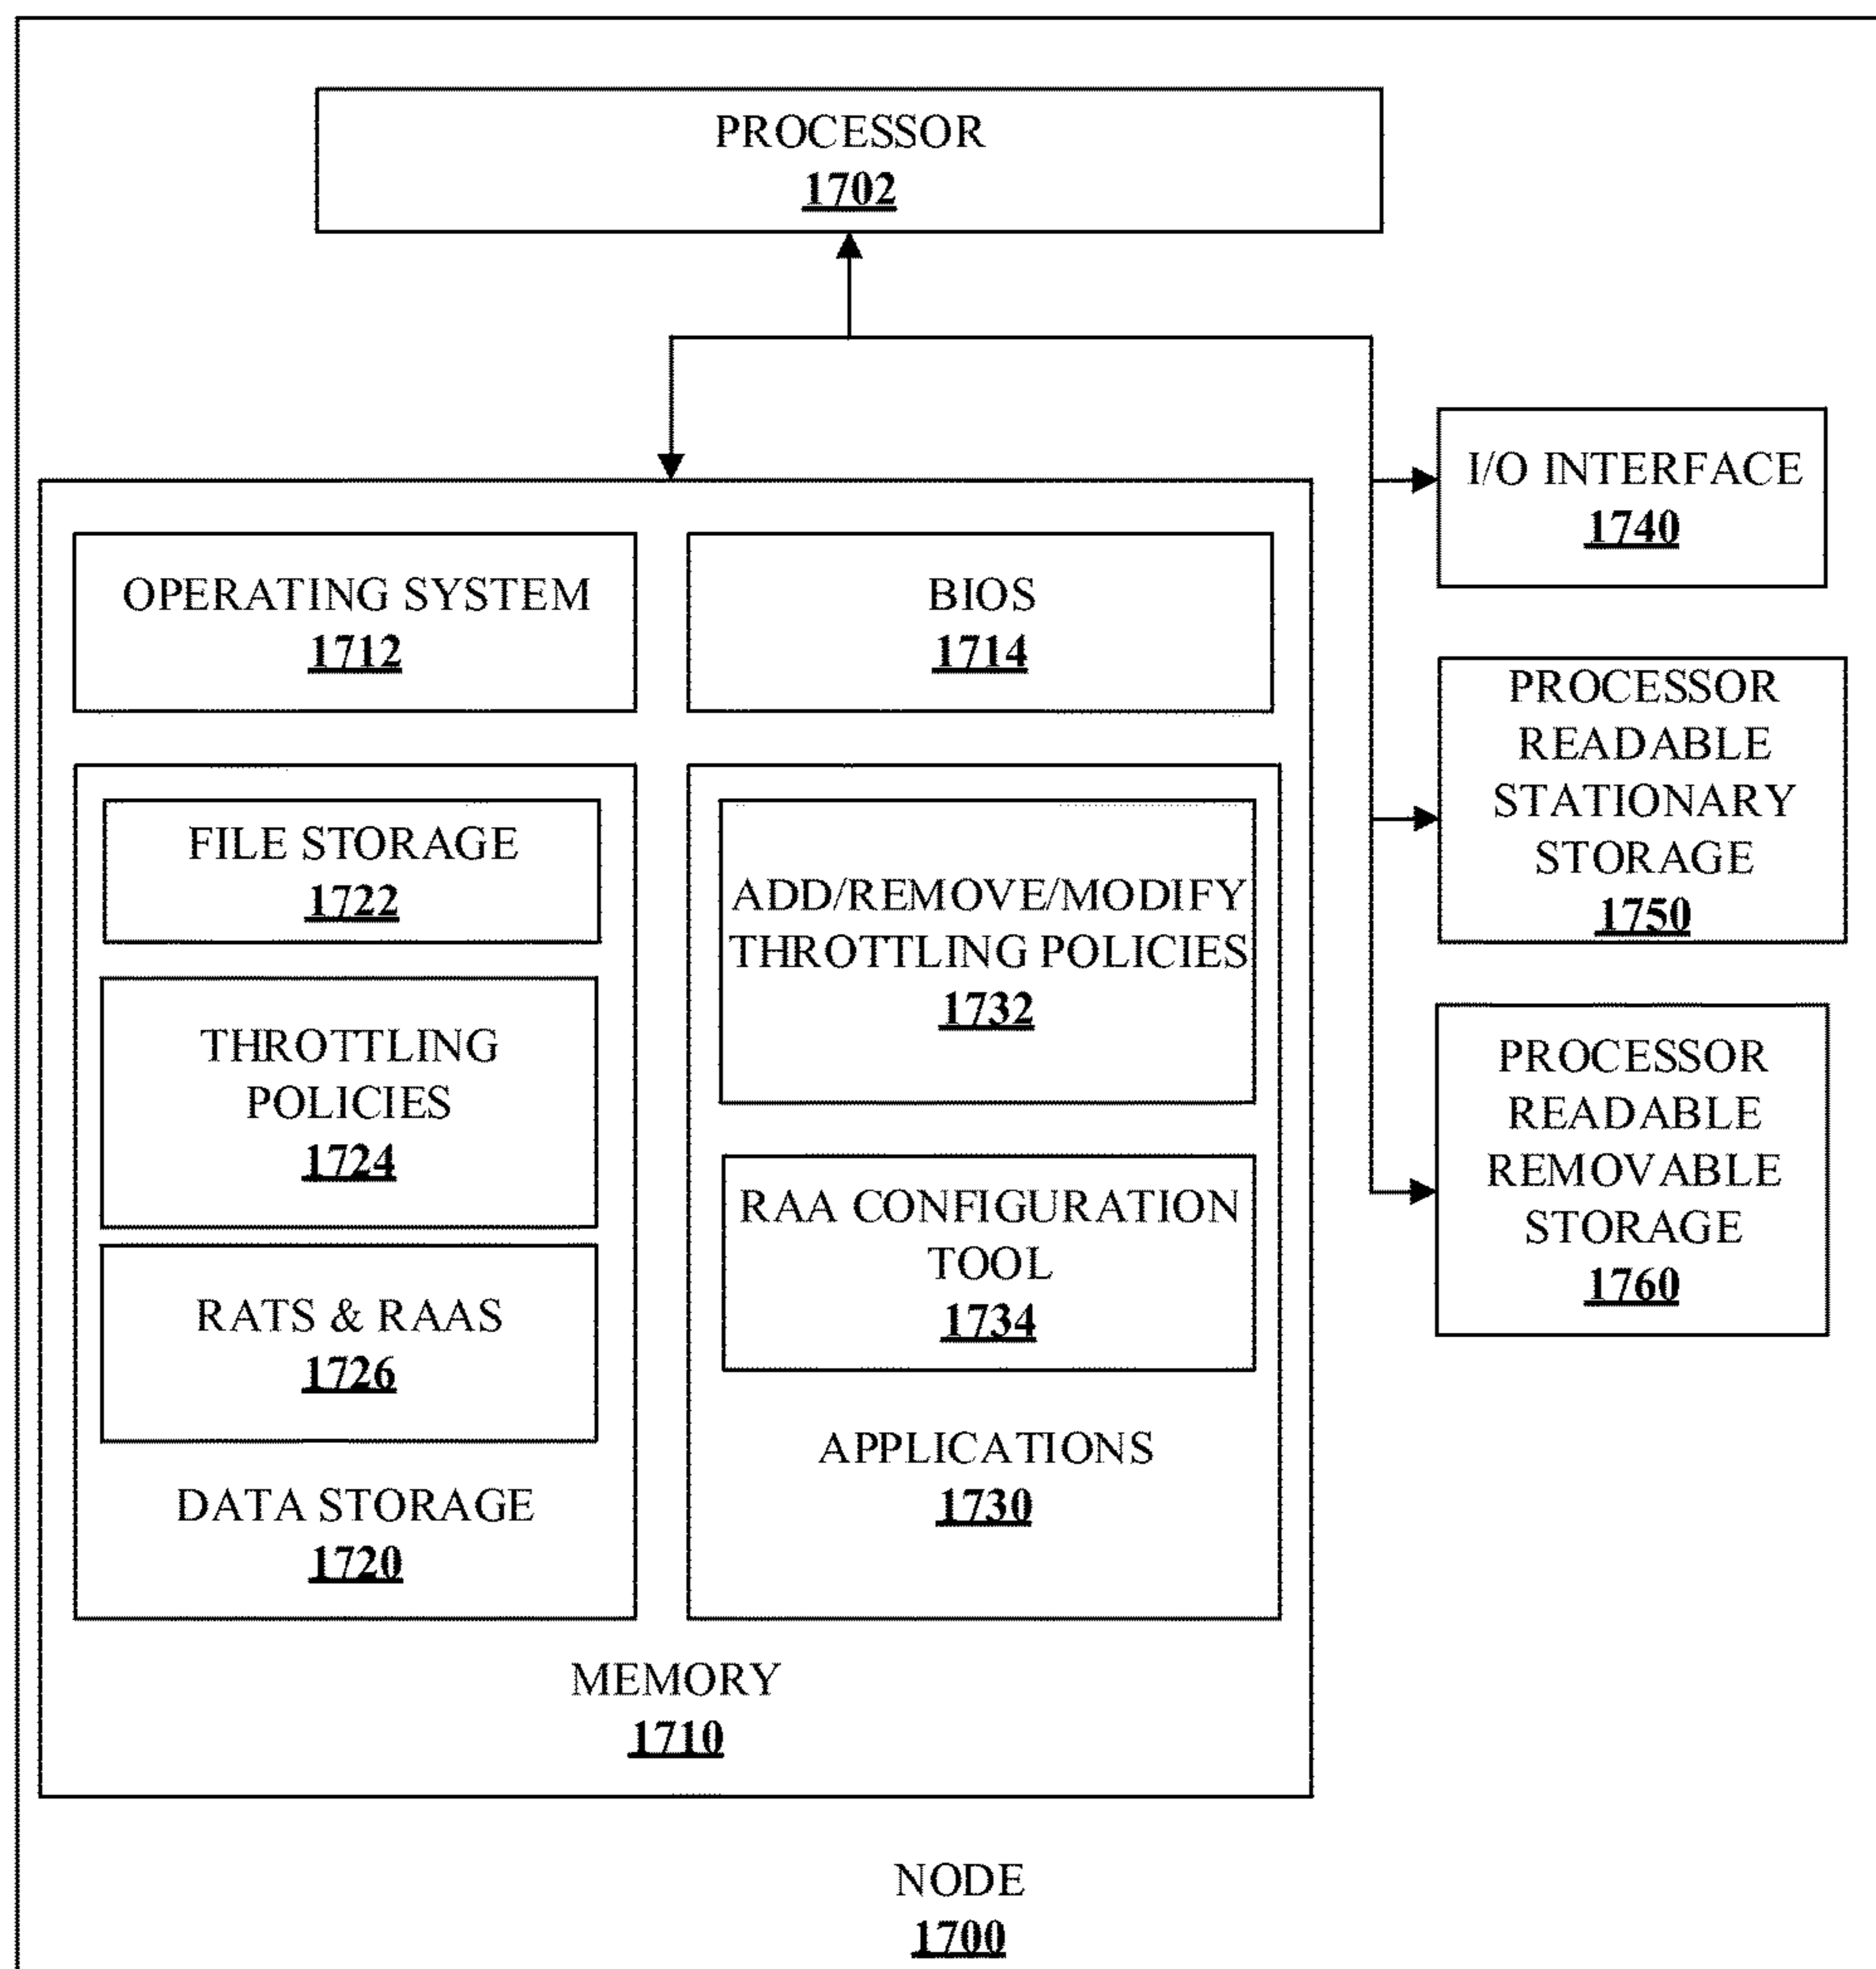 PROCESSOR
1702
I/O INTERFACE
1740
OPERATING SYSTEM
1712
BIOS
1714
PROCESSOR
READABLE
STATIONARY
STORAGE
1750
FILE STORAGE
1722
THROTTLING
POLICIES
1724
RATS & RAAS
1726
DATA STORAGE
1720
ADD/REMOVE/MODIFY
THROTTLING POLICIES
1732
RAA CONFIGURATION
TOOL
1734
APPLICATIONS
1730
PROCESSOR
READABLE
REMOVABLE
STORAGE
1760
MEMORY
1710
NODE
1700